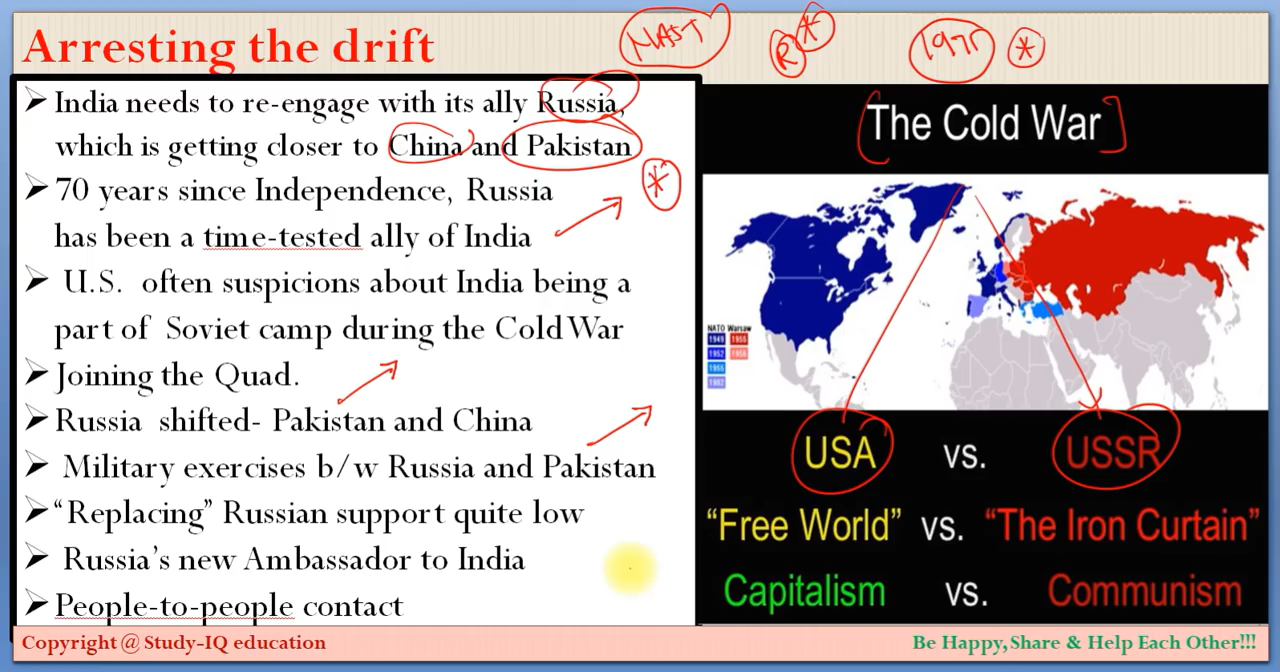 Arresting the drift
➢ India needs to re-engage with its ally Russia,
which is getting closer to China and Pakistan
➢ 70 years since Independence, Russia
has been a time-tested ally of India
➢ U.S. often suspicions about India being a
part of Soviet camp during the Cold War
➢ Joining the Quad.
➢ Russia shifted- Pakistan and China
➢ Military exercises b/w Russia and Pakistan
➢ “Replacing” Russian support quite low
➢ Russia’s new Ambassador to India
➢ People-to-people contact
R
The Cold War
NATO Warsaw
1949 1955
1952 1956
1955
1982
USA vs. USSR
“Free World” vs. “The Iron Curtain”
Capitalism vs. Communism
Copyright @ Study-IQ education
Be Happy,Share & Help Each Other!!!